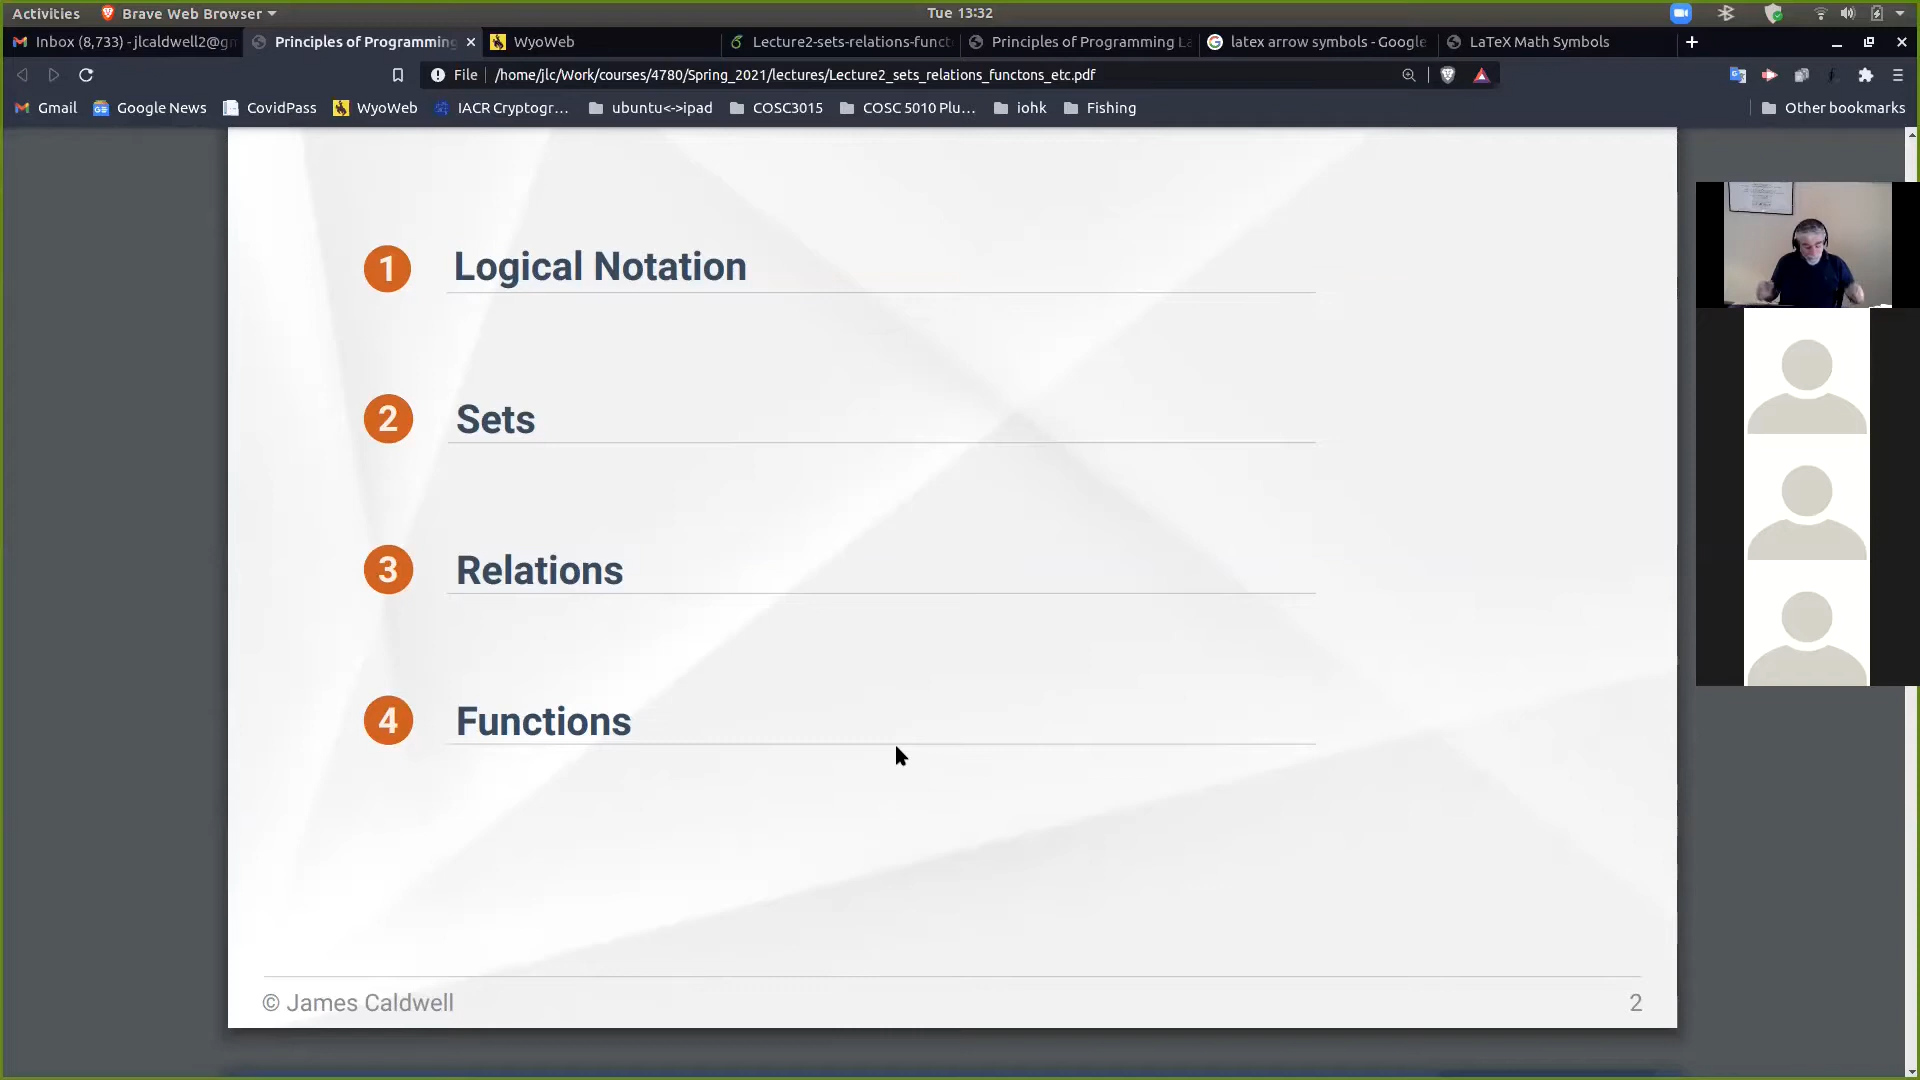 Activities Brave Web Browser Tue 13:32
Inbox (8,733) - jlcaldwell2@gm Principles of Programming WyoWeb Lecture2-sets-relations-funct Principles of Programming La latex arrow symbols - Google LaTeX Math Symbols
File /home/jlc/Work/courses/4780/Spring_2021/lectures/Lecture2_sets_relations_functons_etc.pdf
Gmail Google News CovidPass WyoWeb IACR Cryptogr... ubuntu<->ipad COSC3015 COSC 5010 Plu... iohk Fishing Other bookmarks
1 Logical Notation
2 Sets
3 Relations
4 Functions
© James Caldwell 2